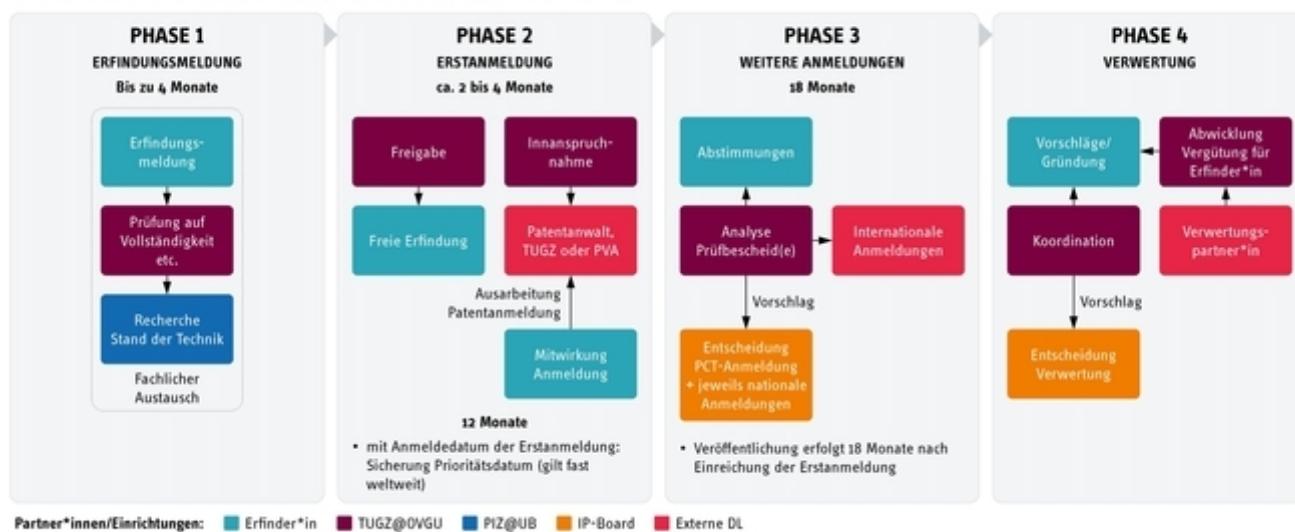 PHASE 1
ERFINDUNGSMELDUNG
Bis zu 4 Monate
Erfindungs-
meldung
Prüfung auf
Vollständigkeit
etc.
Recherche
Stand der Technik
Fachlicher
Austausch
PHASE 2
ERSTANMELDUNG
ca. 2 bis 4 Monate
Freigabe
Innanspruch-
nahme
Freie Erfindung
Patentanwalt,
TUGZ oder PVA
Ausarbeitung
Patentanmeldung
Mitwirkung
Anmeldung
12 Monate
• mit Anmeldedatum der Erstanmeldung:
Sicherung Prioritätsdatum (gilt fast
weltweit)
PHASE 3
WEITERE ANMELDUNGEN
18 Monate
Abstimmungen
Analyse
Prüfbescheid(e)
Internationale
Anmeldungen
Vorschlag
Entscheidung
PCT-Anmeldung
+ jeweils nationale
Anmeldungen
• Veröffentlichung erfolgt 18 Monate nach
Einreichung der Erstanmeldung
PHASE 4
VERWERTUNG
Vorschläge/
Gründung
Abwicklung
Vergütung für
Erfinder*in
Koordination
Verwertungs-
partner*in
Vorschlag
Entscheidung
Verwertung
Partner*innen/Einrichtungen: Erfinder*in TUGZ@OVGU PIZ@UB IP-Board Externe DL